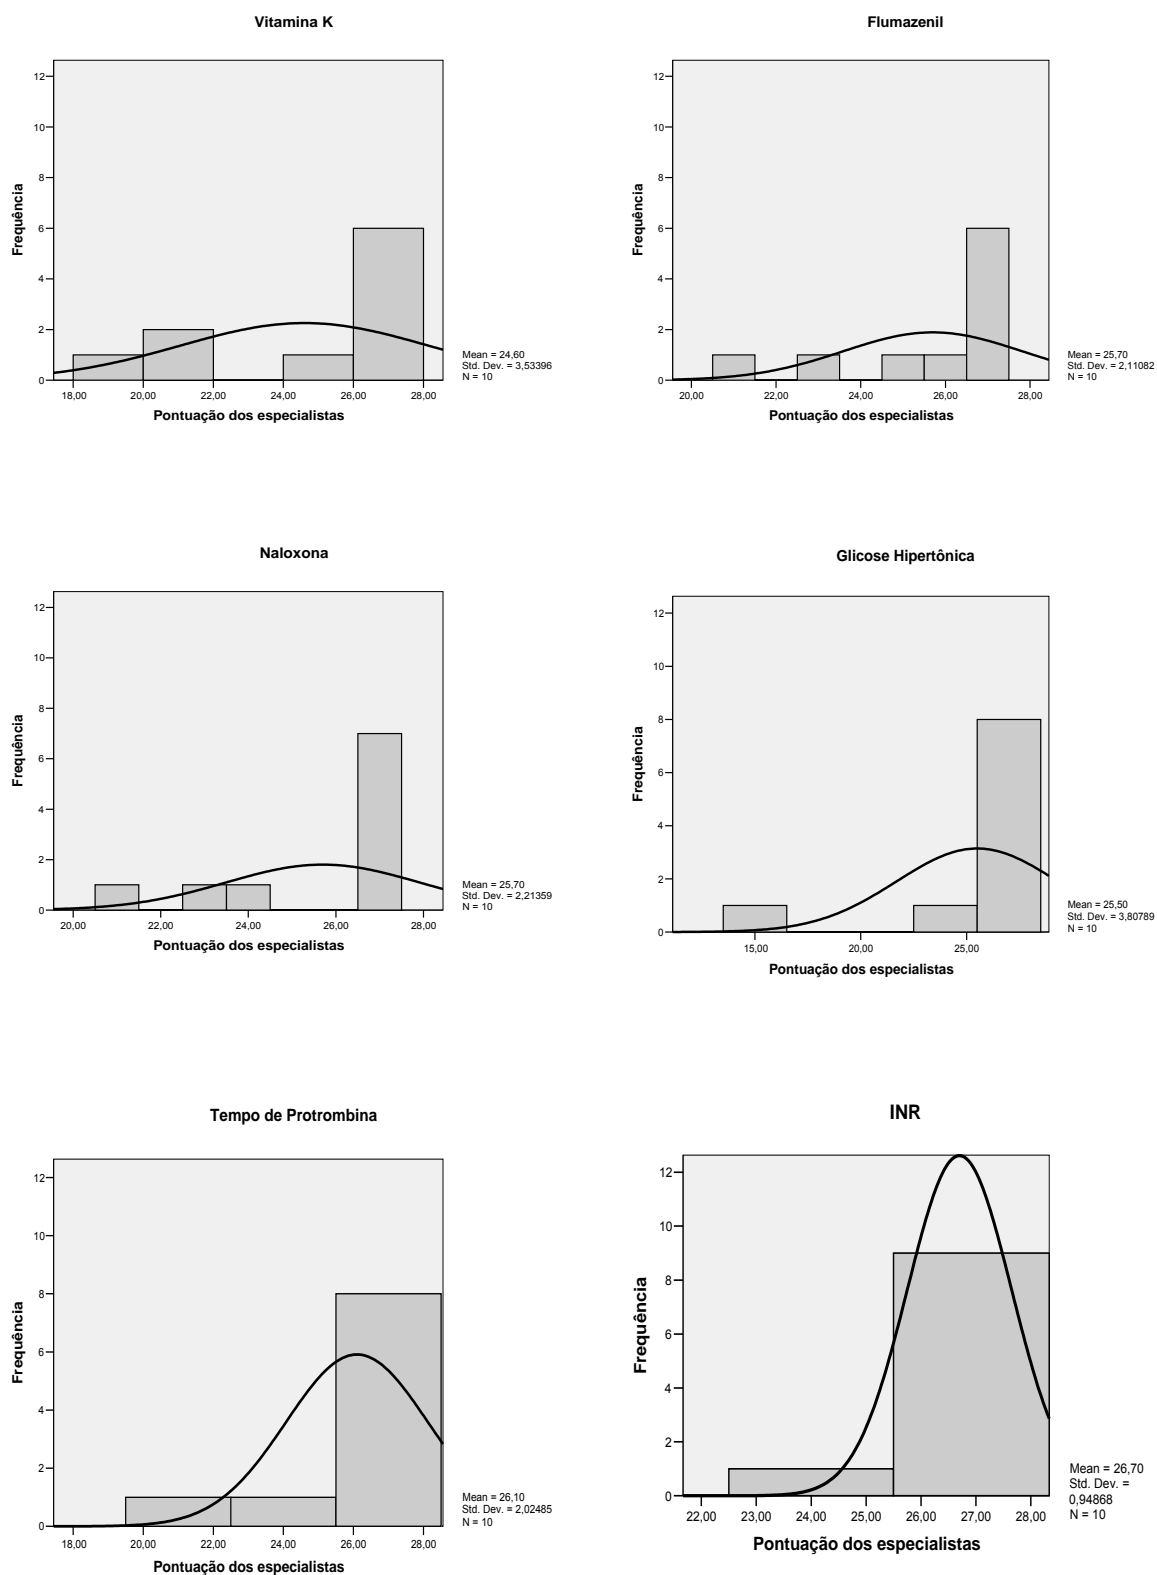 Vitamina K
12
10
8
6
4
2
0
Frequência
18,00 20,00 22,00 24,00 26,00 28,00
Pontuação dos especialistas
Mean = 24,60
Std. Dev. = 3,53396
N = 10
Flumazenil
12
10
8
6
4
2
0
Frequência
20,00 22,00 24,00 26,00 28,00
Pontuação dos especialistas
Mean = 25,70
Std. Dev. = 2,11082
N = 10
Naloxona
12
10
8
6
4
2
0
Frequência
20,00 22,00 24,00 26,00 28,00
Pontuação dos especialistas
Mean = 25,70
Std. Dev. = 2,21359
N = 10
Glicose Hipertônica
12
10
8
6
4
2
0
Frequência
15,00 20,00 25,00
Pontuação dos especialistas
Mean = 25,50
Std. Dev. = 3,80789
N = 10
Tempo de Protrombina
12
10
8
6
4
2
0
Frequência
18,00 20,00 22,00 24,00 26,00 28,00
Pontuação dos especialistas
Mean = 26,10
Std. Dev. = 2,02485
N = 10
INR
12
10
8
6
4
2
0
Frequência
22,00 23,00 24,00 25,00 26,00 27,00 28,00
Pontuação dos especialistas
Mean = 26,70
Std. Dev. =
0,94868
N = 10